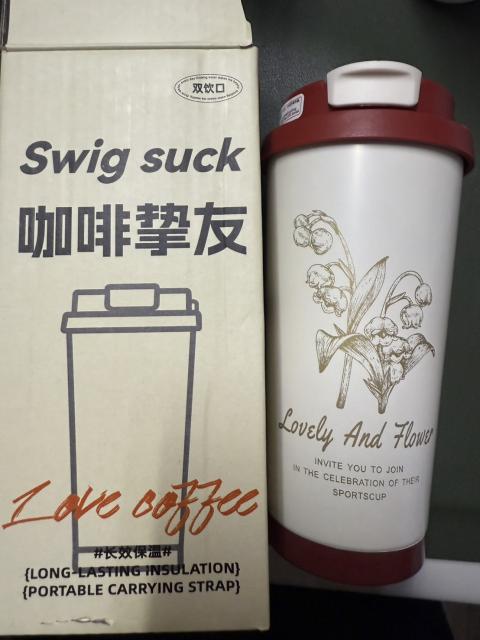 双饮口
Swig suck
咖啡挚友
Love coffee
#长效保温#
{LONG-LASTING INSULATION}
{PORTABLE CARRYING STRAP}
Lovely And Flower
INVITE YOU TO JOIN
IN THE CELEBRATION OF THEIR
SPORTSCUP